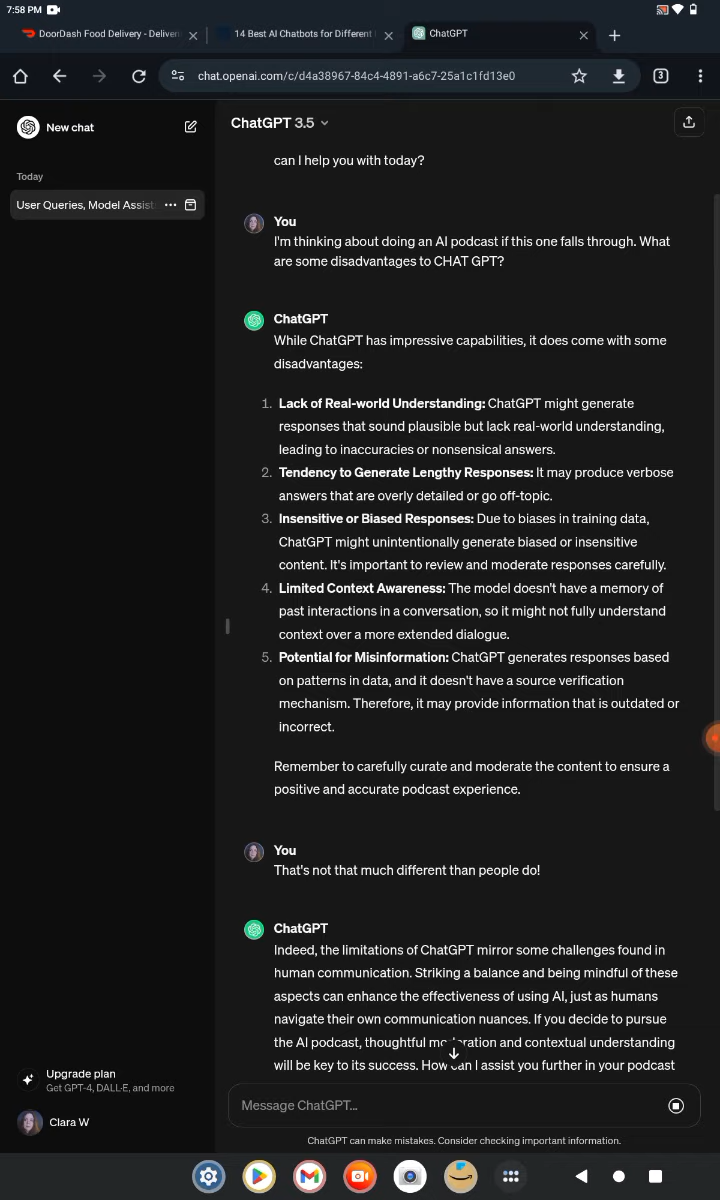 7:58 PM
DoorDash Food Delivery - Deliver
14 Best AI Chatbots for Different
ChatGPT
chat.openai.com/c/d4a38967-84c4-4891-a6c7-25a1c1fd13e0
3
New chat
Today
User Queries, Model Assist
ChatGPT 3.5
can I help you with today?
You
I'm thinking about doing an AI podcast if this one falls through. What
are some disadvantages to CHAT GPT?
ChatGPT
While ChatGPT has impressive capabilities, it does come with some
disadvantages:
1. Lack of Real-world Understanding: ChatGPT might generate
responses that sound plausible but lack real-world understanding,
leading to inaccuracies or nonsensical answers.
2. Tendency to Generate Lengthy Responses: It may produce verbose
answers that are overly detailed or go off-topic.
3. Insensitive or Biased Responses: Due to biases in training data,
ChatGPT might unintentionally generate biased or insensitive
content. It's important to review and moderate responses carefully.
4. Limited Context Awareness: The model doesn't have a memory of
past interactions in a conversation, so it might not fully understand
context over a more extended dialogue.
5. Potential for Misinformation: ChatGPT generates responses based
on patterns in data, and it doesn't have a source verification
mechanism. Therefore, it may provide information that is outdated or
incorrect.
Remember to carefully curate and moderate the content to ensure a
positive and accurate podcast experience.
You
That's not that much different than people do!
ChatGPT
Indeed, the limitations of ChatGPT mirror some challenges found in
human communication. Striking a balance and being mindful of these
aspects can enhance the effectiveness of using AI, just as humans
navigate their own communication nuances. If you decide to pursue
the AI podcast, thoughtful moderation and contextual understanding
will be key to its success. How can I assist you further in your podcast
Upgrade plan
Get GPT-4, DALL·E, and more
Clara W
Message ChatGPT...
ChatGPT can make mistakes. Consider checking important information.